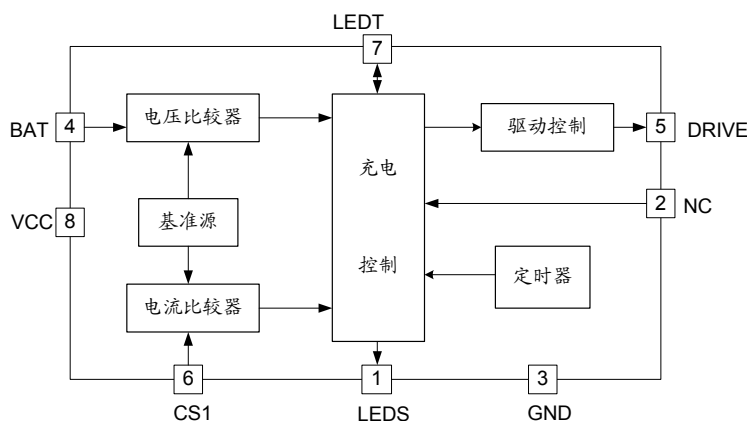 LEDT
7
BAT
4
电压比较器
充电
驱动控制
5
DRIVE
2
NC
VCC
8
基准源
控制
定时器
电流比较器
6
1
3
CS1
LEDS
GND